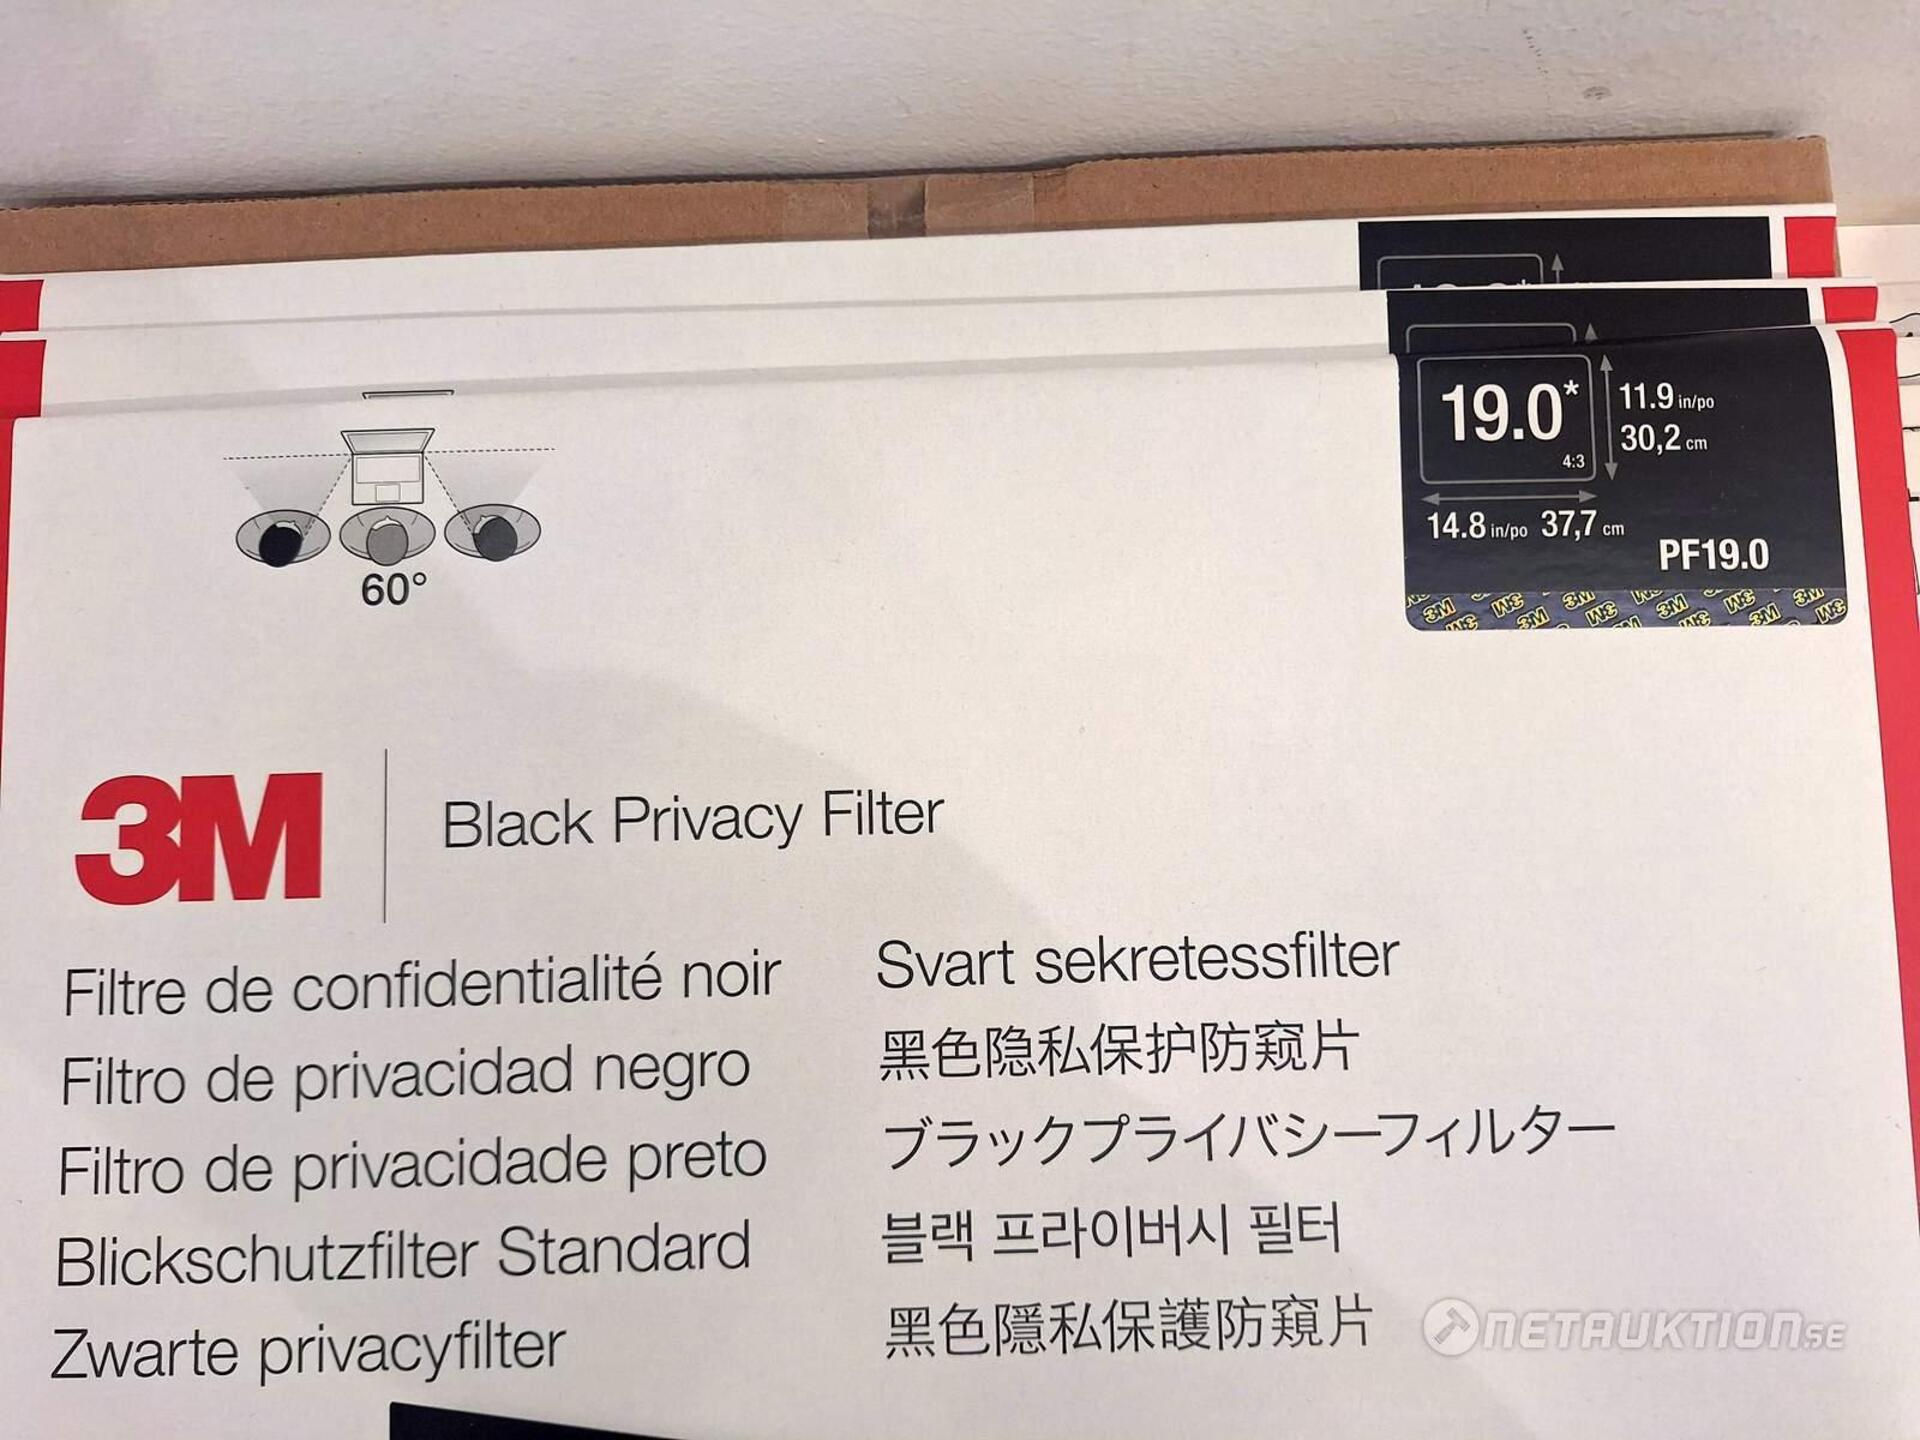 19.0*
4:3
11.9 in/po
30,2 cm
14.8 in/po 37,7 cm
PF19.0
60°
3M
Black Privacy Filter
Filtre de confidentialité noir
Filtro de privacidad negro
Filtro de privacidade preto
Blickschutzfilter Standard
Zwarte privacyfilter
Svart sekretessfilter
黑色隐私保护防窥片
ブラックプライバシーフィルター
블랙 프라이버시 필터
黑色隱私保護防窺片
NETAUKTION.SE